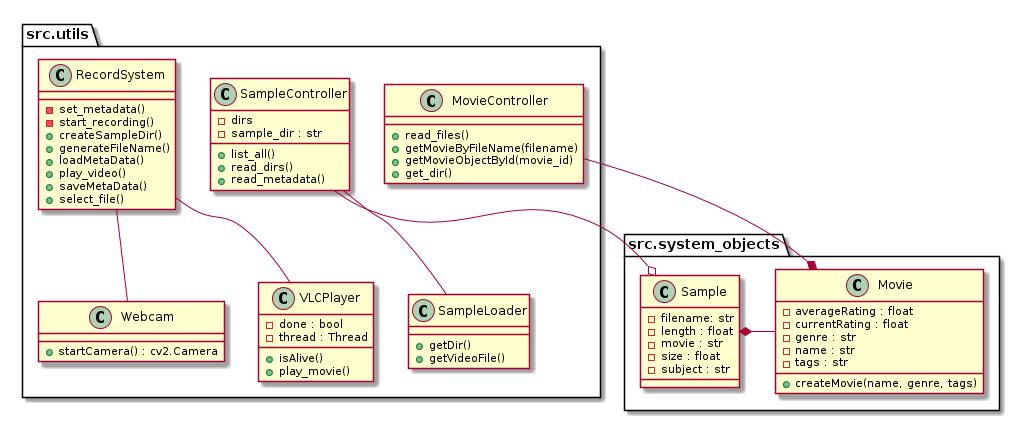 src.utils
C RecordSystem
set_metadata()
start_recording()
createSampleDir()
generateFileName()
loadMetaData()
play_video()
saveMetaData()
select_file()
C SampleController
dirs
sample_dir : str
list_all()
read_dirs()
read_metadata()
C MovieController
read_files()
getMovieByFileName(filename)
getMovieObjectById(movie_id)
get_dir()
C Webcam
startCamera() : cv2.Camera
C VLCPlayer
done : bool
thread : Thread
isAlive()
play_movie()
C SampleLoader
getDir()
getVideoFile()
src.system_objects
C Sample
filename: str
length : float
movie : str
size : float
subject : str
C Movie
averageRating : float
currentRating : float
genre : str
name : str
tags : str
createMovie(name, genre, tags)